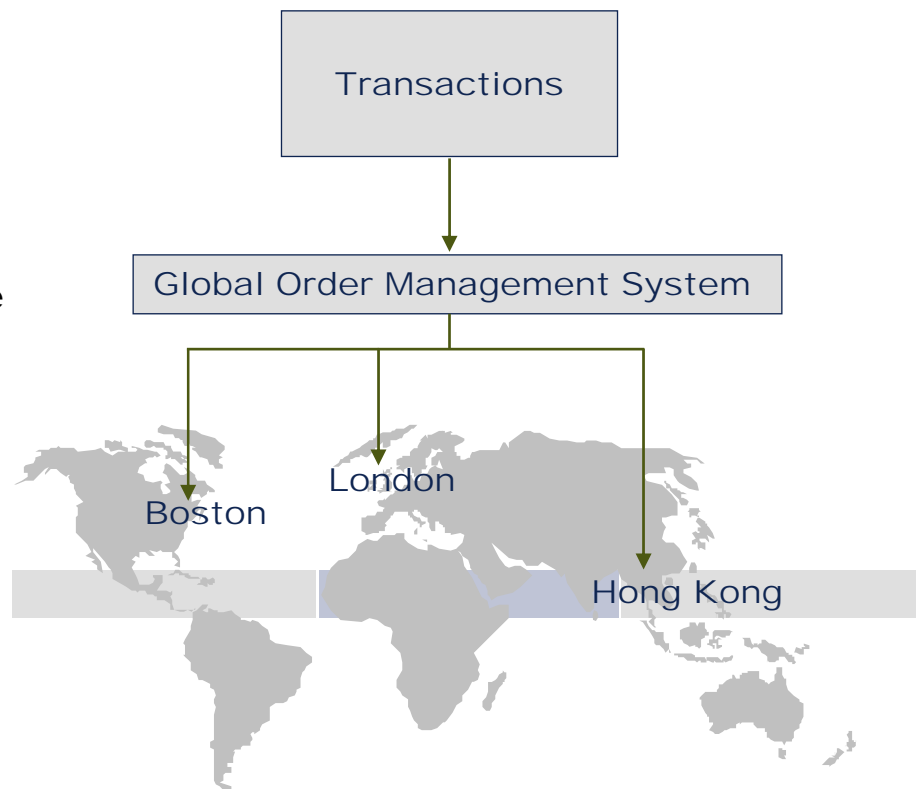 Transactions
Global Order Management System
e
London
Boston
Hong Kong